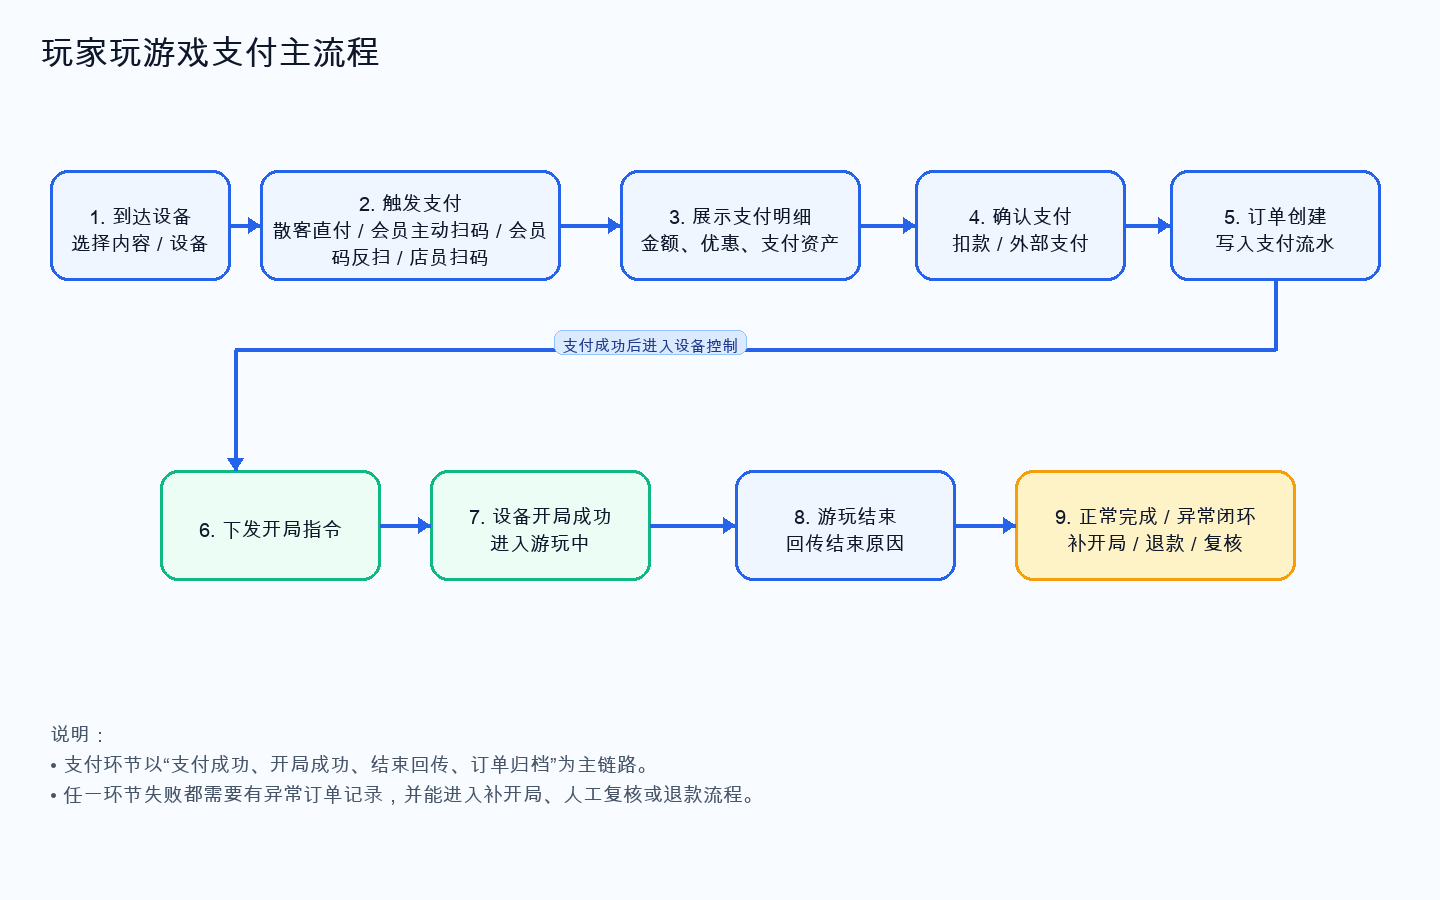 玩家玩游戏支付主流程
1. 到达设备
选择内容 / 设备
2. 触发支付
散客直付 / 会员主动扫码 / 会员
码反扫 / 店员扫码
3. 展示支付明细
金额、优惠、支付资产
4. 确认支付
扣款 / 外部支付
5. 订单创建
写入支付流水
支付成功后进入设备控制
6. 下发开局指令
7. 设备开局成功
进入游玩中
8. 游玩结束
回传结束原因
9. 正常完成 / 异常闭环
补开局 / 退款 / 复核
说明：
• 支付环节以“支付成功、开局成功、结束回传、订单归档”为主链路。
• 任一环节失败都需要有异常订单记录，并能进入补开局、人工复核或退款流程。